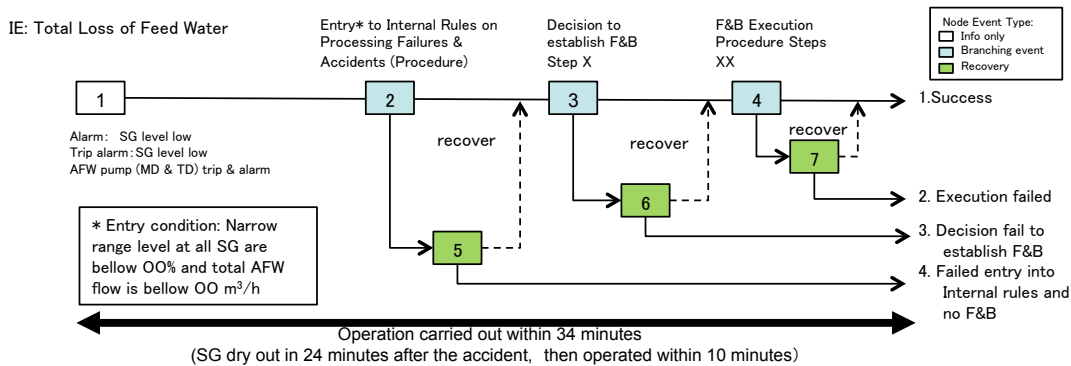 IE: Total Loss of Feed Water
Entry* to Internal Rules on
Processing Failures &
Accidents (Procedure)
Decision to
establish F&B
Step X
F&B Execution
Procedure Steps
XX
Node Event Type:
Info only
Branching event
Recovery
1
2
3
4
1.Success
Alarm: SG level low
Trip alarm:SG level low
AFW pump (MD & TD) trip & alarm
recover
recover
recover
7
6
5
2. Execution failed
3. Decision fail to
establish F&B
4. Failed entry into
Internal rules and
no F&B
* Entry condition: Narrow
range level at all SG are
bellow OO% and total AFW
flow is bellow OO m³/h
Operation carried out within 34 minutes
(SG dry out in 24 minutes after the accident, then operated within 10 minutes)